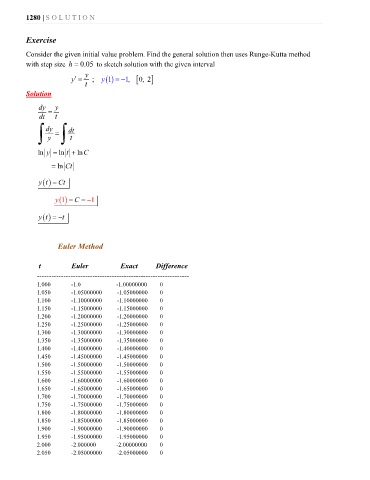 1280 | S O L U T I O N
Exercise
Consider the given initial value problem. Find the general solution then uses Runge-Kutta method
with step size h = 0.05 to sketch solution with the given interval
y′ = y/t ; y(1) = −1, [0, 2]
Solution
dy/dt = y/t
∫ dy/y = ∫ dt/t
ln|y| = ln|t| + ln C
= ln|Ct|
y(t) = Ct
y(1) = C = −1
y(t) = −t
Euler Method
t Euler Exact Difference
1.000 -1.0 -1.00000000 0
1.050 -1.05000000 -1.05000000 0
1.100 -1.10000000 -1.10000000 0
1.150 -1.15000000 -1.15000000 0
1.200 -1.20000000 -1.20000000 0
1.250 -1.25000000 -1.25000000 0
1.300 -1.30000000 -1.30000000 0
1.350 -1.35000000 -1.35000000 0
1.400 -1.40000000 -1.40000000 0
1.450 -1.45000000 -1.45000000 0
1.500 -1.50000000 -1.50000000 0
1.550 -1.55000000 -1.55000000 0
1.600 -1.60000000 -1.60000000 0
1.650 -1.65000000 -1.65000000 0
1.700 -1.70000000 -1.70000000 0
1.750 -1.75000000 -1.75000000 0
1.800 -1.80000000 -1.80000000 0
1.850 -1.85000000 -1.85000000 0
1.900 -1.90000000 -1.90000000 0
1.950 -1.95000000 -1.95000000 0
2.000 -2.000000 -2.00000000 0
2.050 -2.05000000 -2.05000000 0